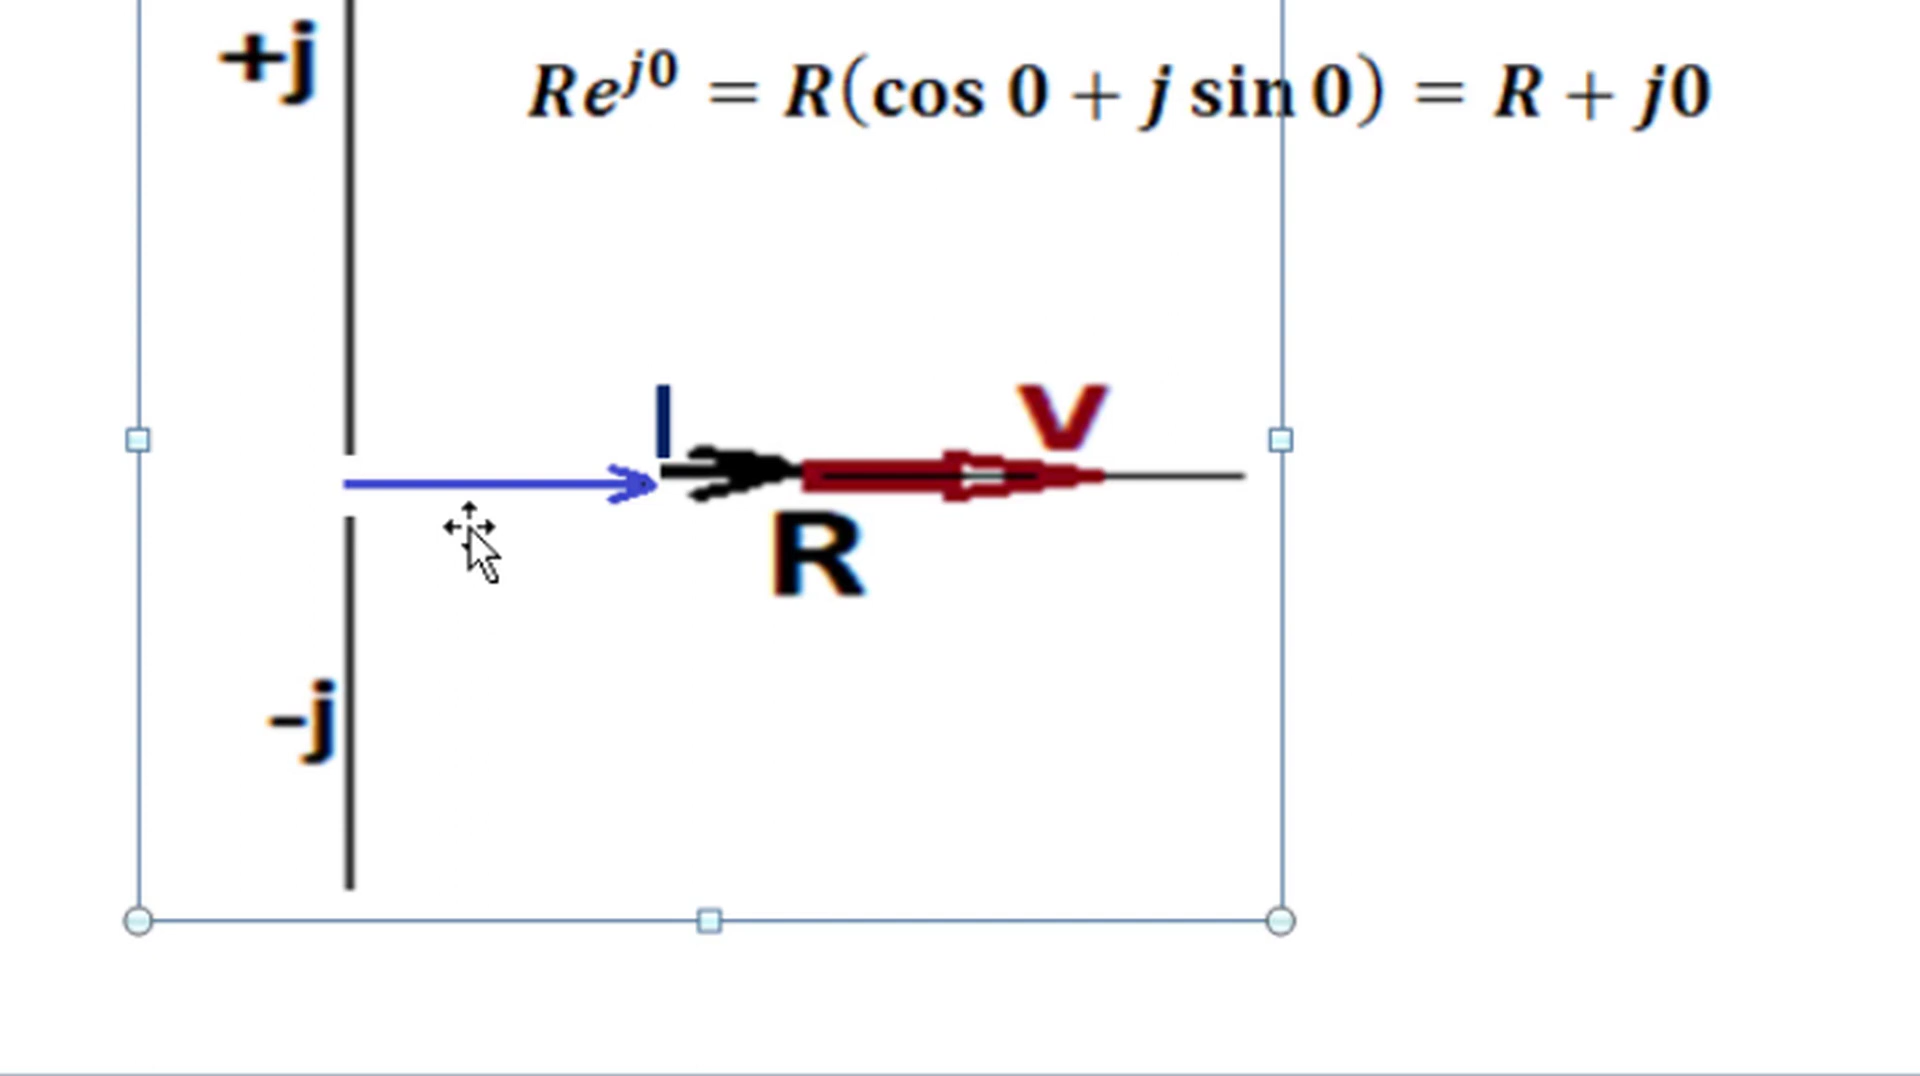 +j
Re^{j0} = R(cos 0 + j sin 0) = R + j0
I
V
R
-j